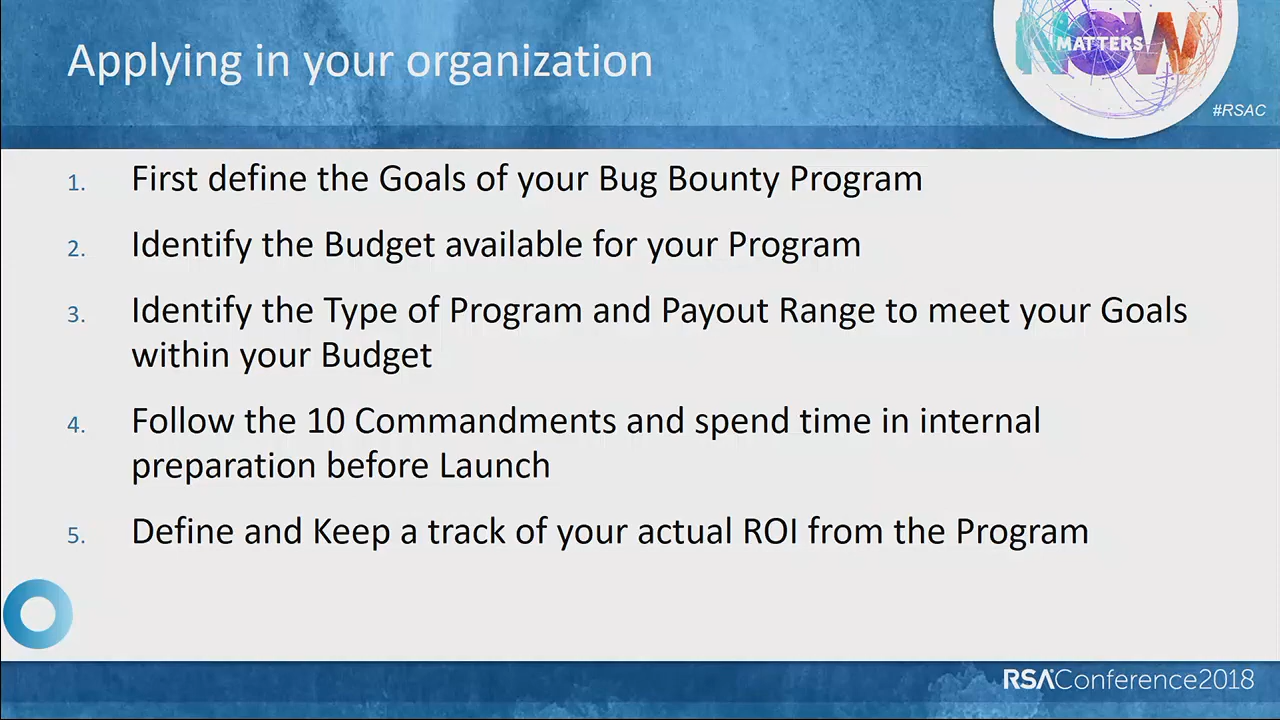 Applying in your organization
NOW
MATTERS
#RSAC
1. First define the Goals of your Bug Bounty Program
2. Identify the Budget available for your Program
3. Identify the Type of Program and Payout Range to meet your Goals
within your Budget
4. Follow the 10 Commandments and spend time in internal
preparation before Launch
5. Define and Keep a track of your actual ROI from the Program
RSAConference2018